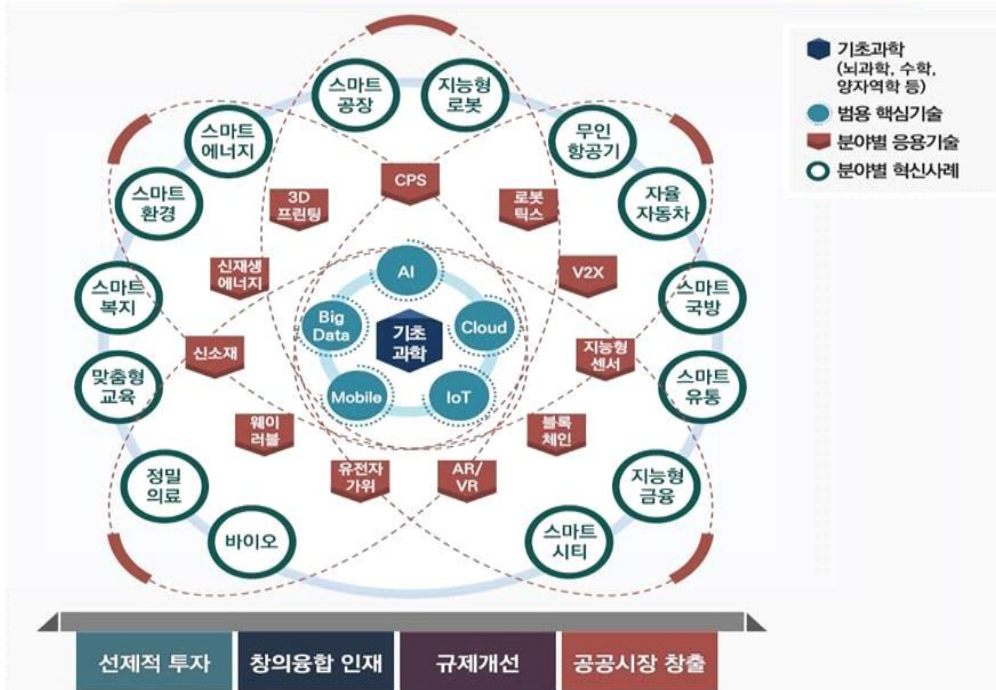 기초과학
(뇌과학, 수학,
양자역학 등)
범용 핵심기술
분야별 응용기술
분야별 혁신사례
스마트
공장
지능형
로봇
스마트
에너지
무인
항공기
스마트
환경
자율
자동차
스마트
복지
스마트
국방
맞춤형
교육
스마트
유통
정밀
의료
지능형
금융
바이오
스마트
시티
CPS
3D
프린팅
로봇
틱스
신재생
에너지
V2X
신소재
지능형
센서
웨이
러블
블록
체인
유전자
가위
AR/
VR
AI
Big
Data
Cloud
기초
과학
Mobile
IoT
선제적 투자
창의융합 인재
규제개선
공공시장 창출